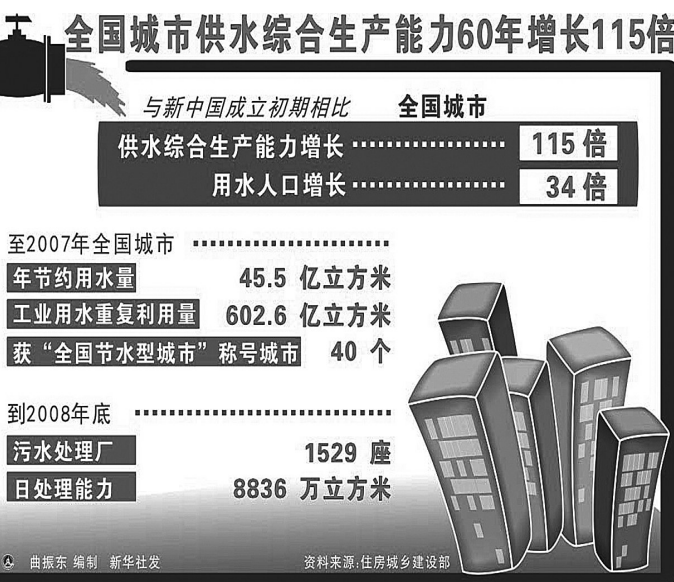 全国城市供水综合生产能力60年增长115倍
与新中国成立初期相比 全国城市
供水综合生产能力增长 115 倍
用水人口增长 34 倍
至2007年全国城市
年节约用水量 45.5 亿立方米
工业用水重复利用量 602.6 亿立方米
获“全国节水型城市”称号城市 40 个
到2008年底
污水处理厂 1529 座
日处理能力 8836 万立方米
曲振东 编制 新华社发 资料来源:住房城乡建设部